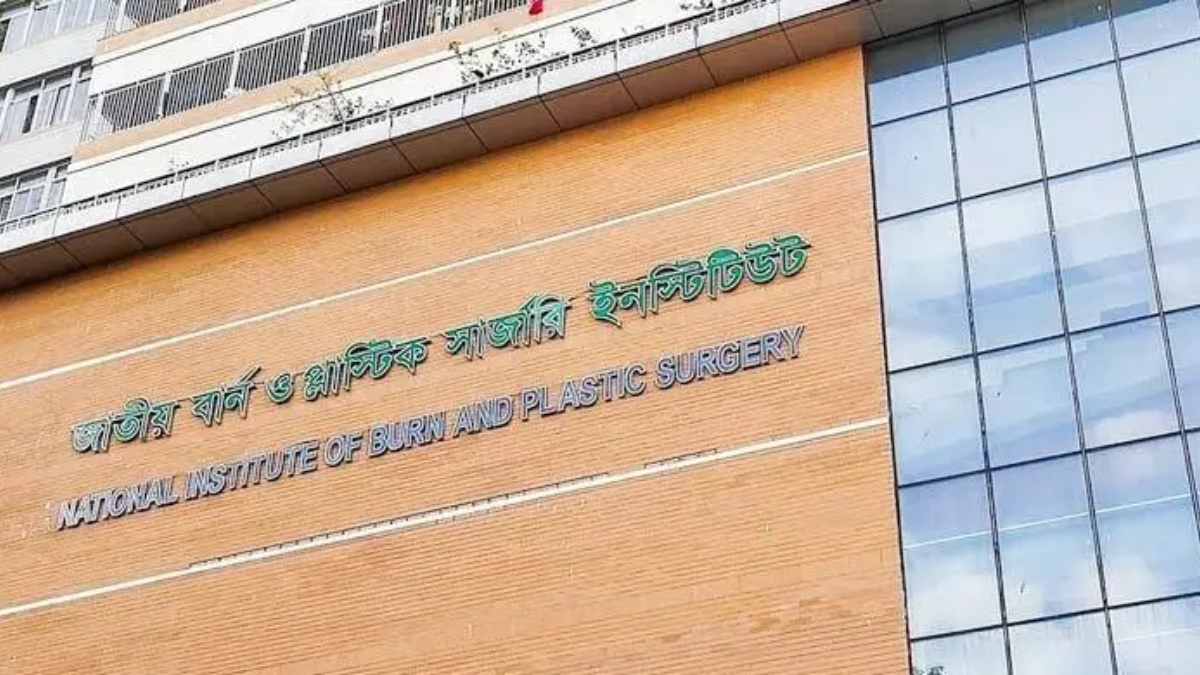 জাতীয় বার্ন ও প্লাস্টিক সার্জারি ইনস্টিটিউট
NATIONAL INSTITUTE OF BURN AND PLASTIC SURGERY